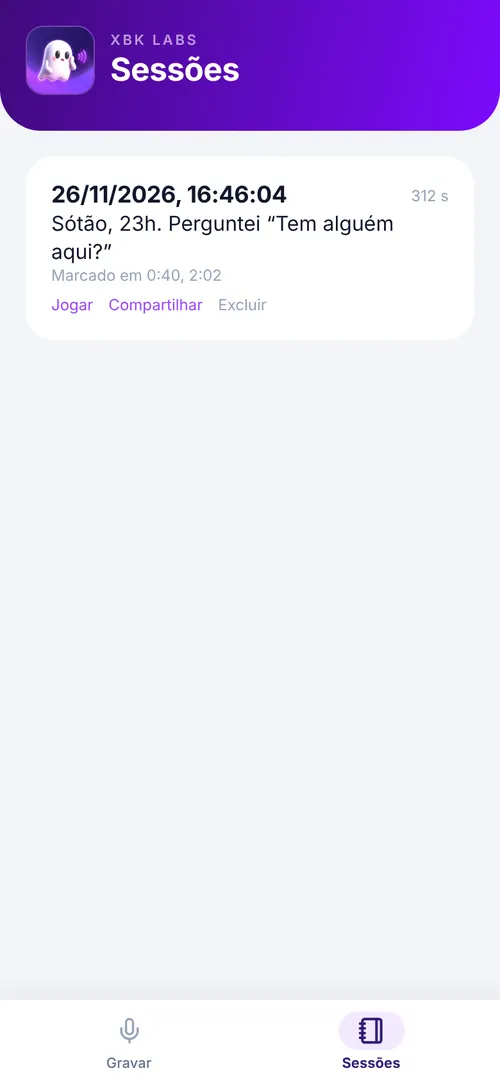 XBK LABS
Sessões
26/11/2026, 16:46:04
312 s
Sótão, 23h. Perguntei “Tem alguém
aqui?”
Marcado em 0:40, 2:02
Jogar Compartilhar Excluir
Gravar
Sessões